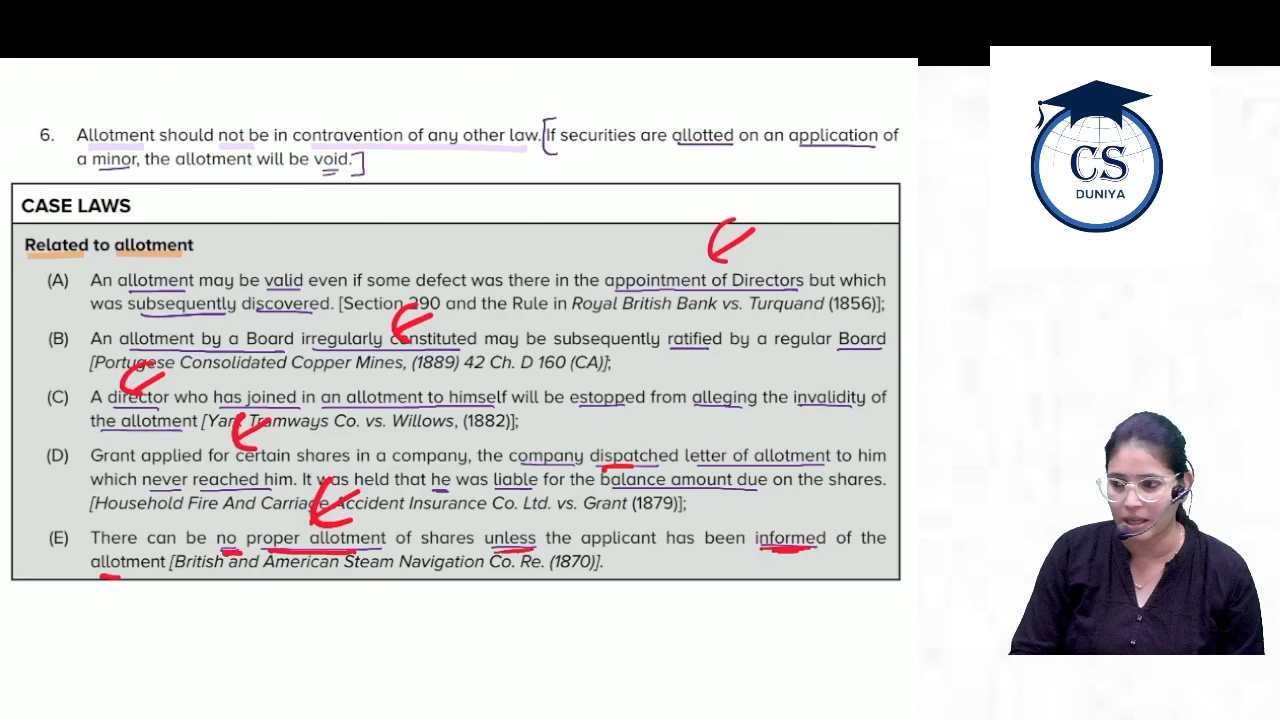 6. Allotment should not be in contravention of any other law. If securities are allotted on an application of
a minor, the allotment will be void.
CASE LAWS
Related to allotment
(A) An allotment may be valid even if some defect was there in the appointment of Directors but which
was subsequently discovered. [Section 290 and the Rule in Royal British Bank vs. Turquand (1856)];
(B) An allotment by a Board irregularly constituted may be subsequently ratified by a regular Board
[Portugese Consolidated Copper Mines, (1889) 42 Ch. D 160 (CA)];
(C) A director who has joined in an allotment to himself will be estopped from alleging the invalidity of
the allotment [York Tramways Co. vs. Willows, (1882)];
(D) Grant applied for certain shares in a company, the company dispatched letter of allotment to him
which never reached him. It was held that he was liable for the balance amount due on the shares.
[Household Fire And Carriage Accident Insurance Co. Ltd. vs. Grant (1879)];
(E) There can be no proper allotment of shares unless the applicant has been informed of the
allotment [British and American Steam Navigation Co. Re. (1870)].
CS
DUNIYA